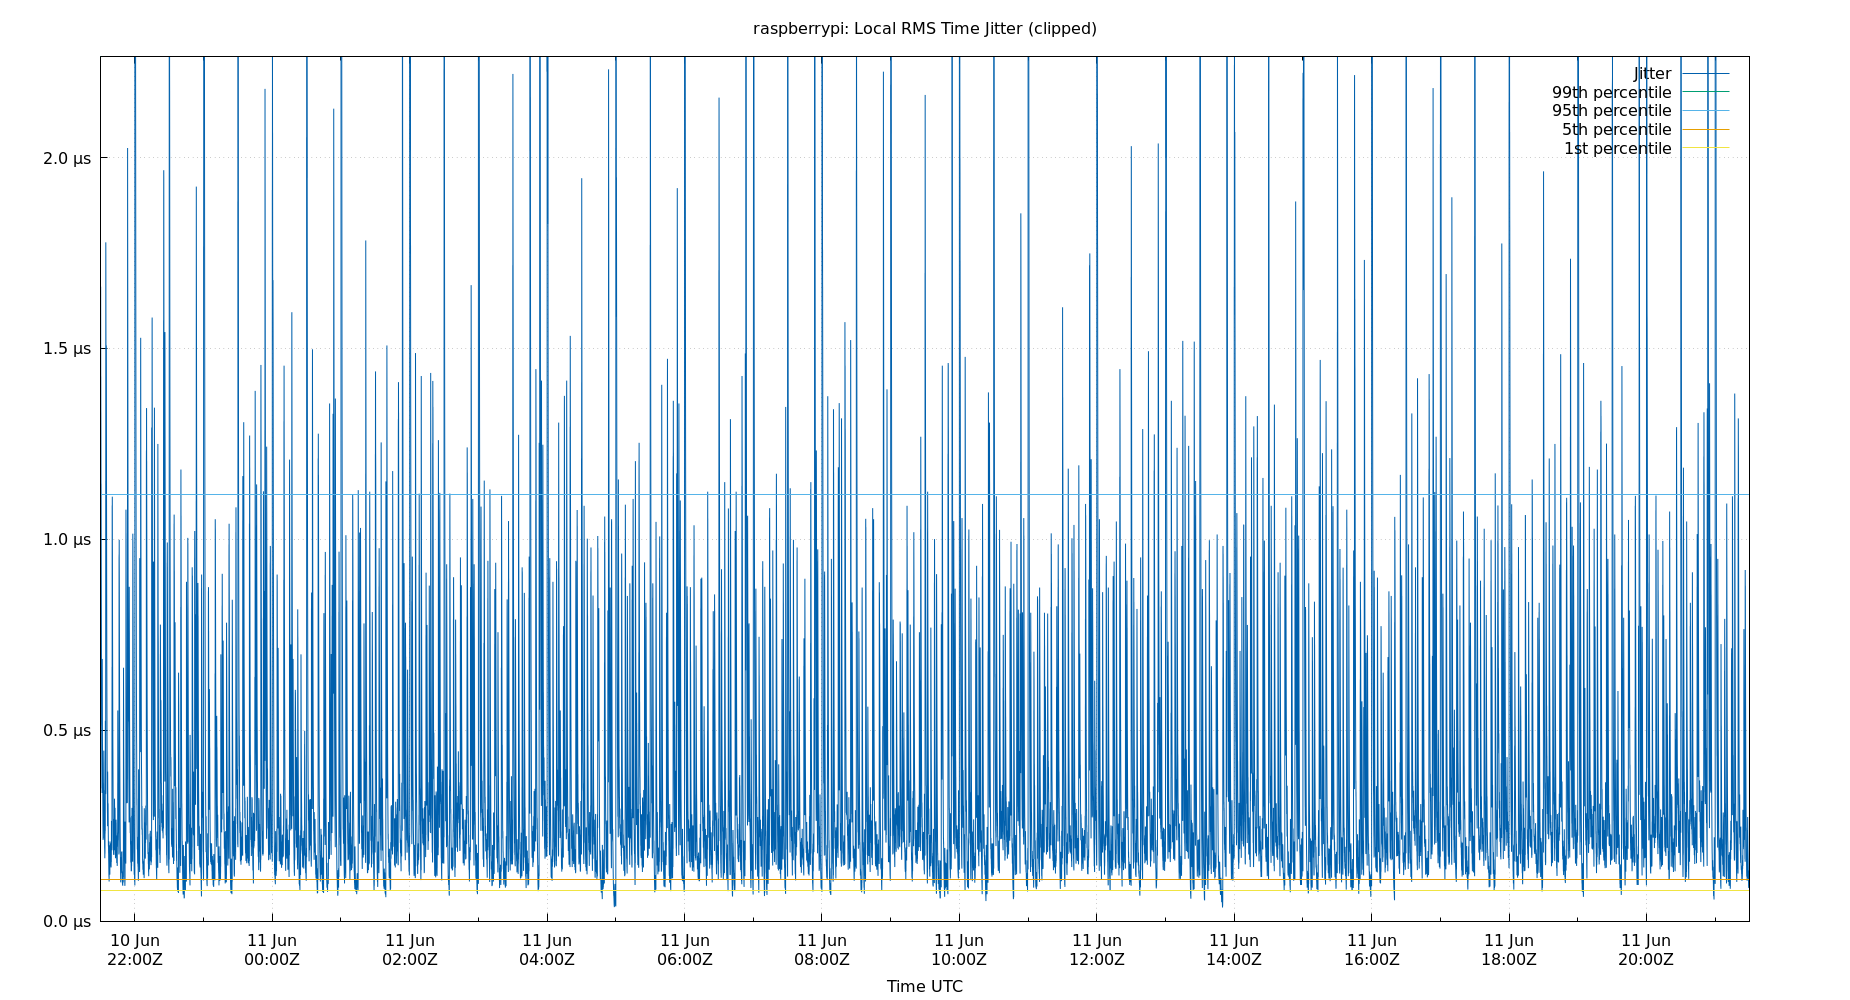 raspberrypi: Local RMS Time Jitter (clipped)
Jitter
99th percentile
95th percentile
5th percentile
1st percentile
2.0 µs
1.5 µs
1.0 µs
0.5 µs
0.0 µs
10 Jun 11 Jun 11 Jun 11 Jun 11 Jun 11 Jun 11 Jun 11 Jun 11 Jun 11 Jun 11 Jun 11 Jun
22:00Z 00:00Z 02:00Z 04:00Z 06:00Z 08:00Z 10:00Z 12:00Z 14:00Z 16:00Z 18:00Z 20:00Z
Time UTC